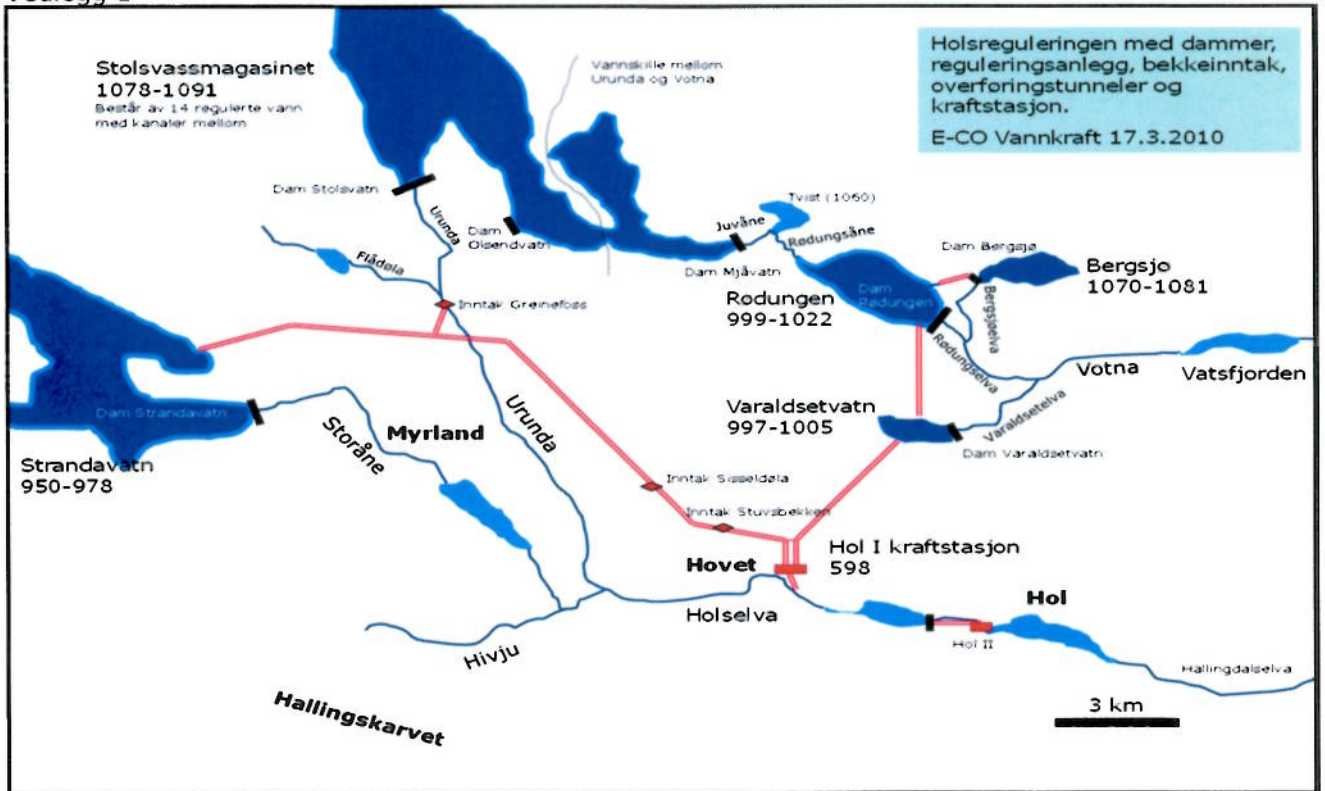 Holsreguleringen med dammer,
reguleringsanlegg, bekkeinntak,
overføringstunneler og
kraftstasjon.
E-CO Vannkraft 17.3.2010
Stolsvassmagasinet
1078-1091
Består av 14 regulerte vann
med kanaler mellom
Vannskille mellom
Urunda og Votna
Dam Stolsvatn
Urunda
Dam
Olsendvatn
Flådøla
Juvåne
Tvist (1060)
Rødungsåne
Dam Mjåvatn
Dam Bergsjø
Bergsjø
1070-1081
Dam
Rødungen
Rødungen
999-1022
Bergsjøelva
Rødungselva
Inntak Greinefoss
Votna
Vatsfjorden
Varaldsetvatn
997-1005
Varaldsetelva
Dam Varaldsetvatn
Dam Strandavatn
Storåne
Myrland
Urunda
Strandavatn
950-978
Inntak Sisseldøla
Inntak Stuvsbekken
Hovet
Hol I kraftstasjon
598
Holselva
Hol
Hol II
Hivju
Hallingdalselva
Hallingskarvet
3 km